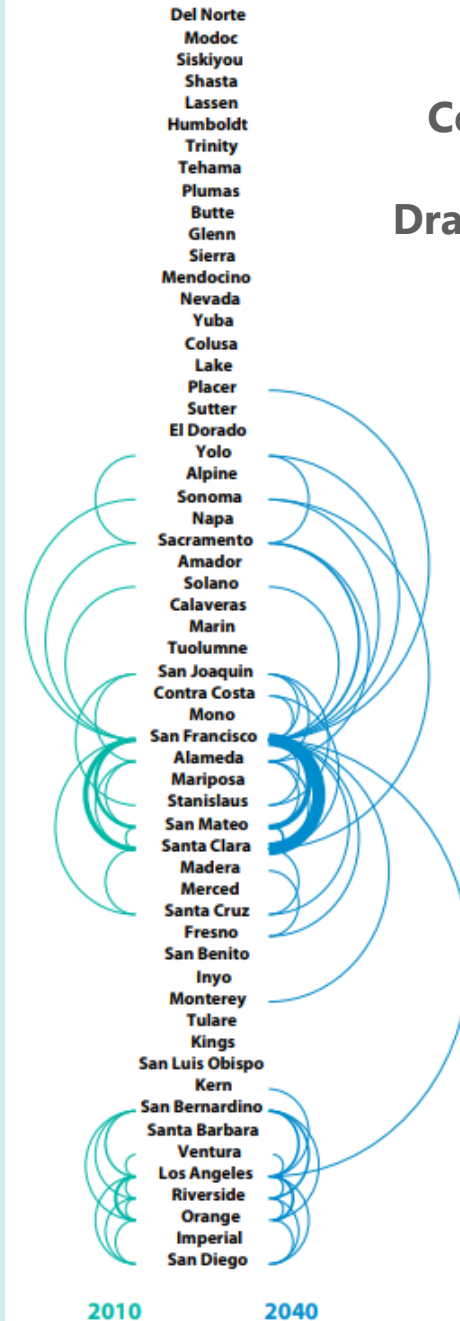 Del Norte
Modoc
Siskiyou
Shasta
Lassen
Humboldt
Trinity
Tehama
Plumas
Butte
Glenn
Sierra
Mendocino
Nevada
Yuba
Colusa
Lake
Placer
Sutter
El Dorado
Yolo
Alpine
Sonoma
Napa
Sacramento
Amador
Solano
Calaveras
Marin
Tuolumne
San Joaquin
Contra Costa
Mono
San Francisco
Alameda
Mariposa
Stanislaus
San Mateo
Santa Clara
Madera
Merced
Santa Cruz
Fresno
San Benito
Inyo
Monterey
Tulare
Kings
San Luis Obispo
Kern
San Bernardino
Santa Barbara
Ventura
Los Angeles
Riverside
Orange
Imperial
San Diego
2010 2040
Co
Dra